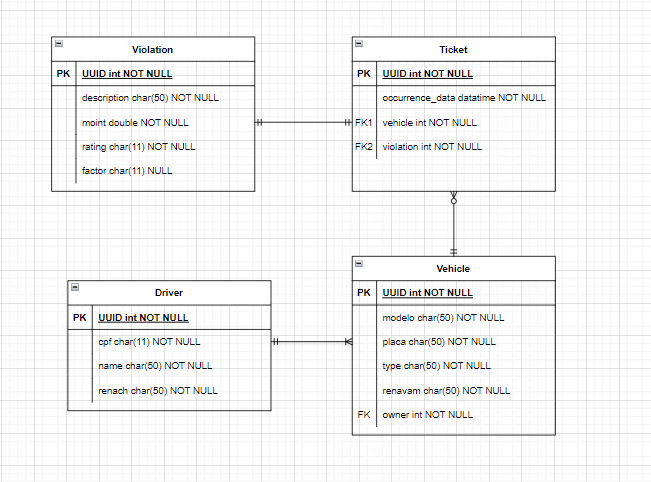 Violation
PK UUID int NOT NULL
description char(50) NOT NULL
moint double NOT NULL
rating char(11) NOT NULL
factor char(11) NULL
Ticket
PK UUID int NOT NULL
occurrence_data datatime NOT NULL
FK1 vehicle int NOT NULL
FK2 violation int NOT NULL
Driver
PK UUID int NOT NULL
cpf char(11) NOT NULL
name char(50) NOT NULL
renach char(50) NOT NULL
Vehicle
PK UUID int NOT NULL
modelo char(50) NOT NULL
placa char(50) NOT NULL
type char(50) NOT NULL
renavam char(50) NOT NULL
FK owner int NOT NULL